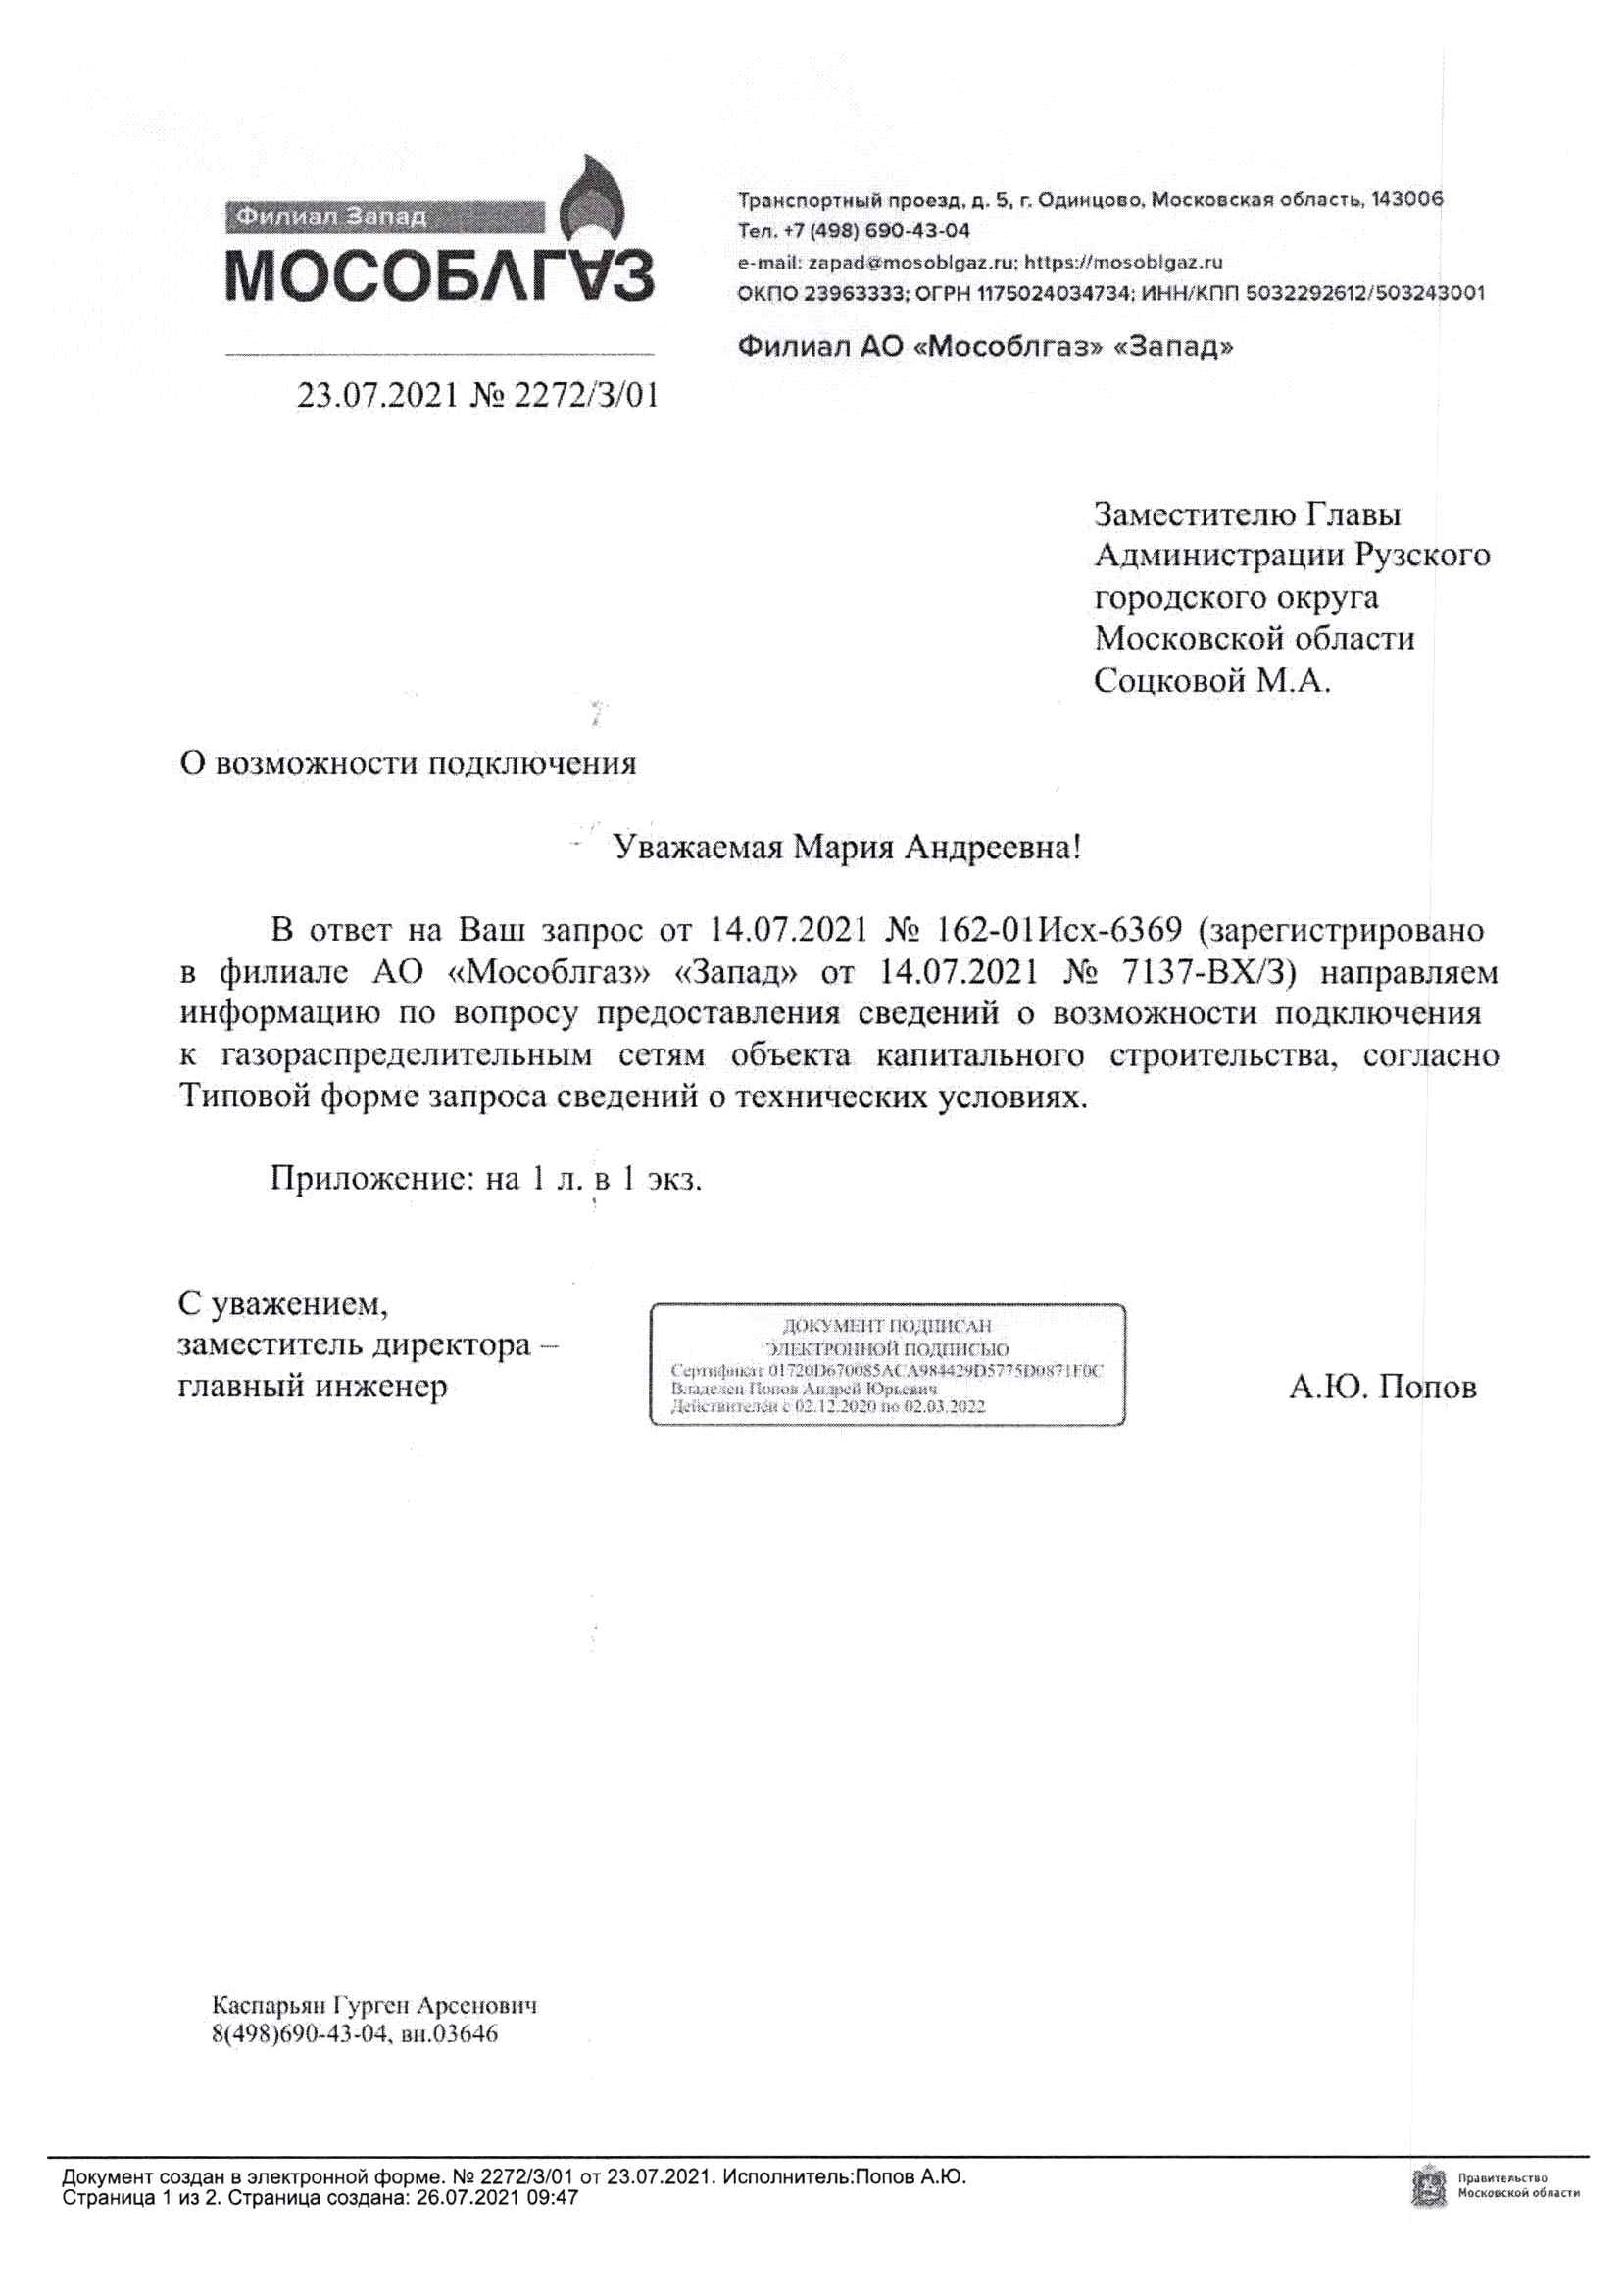 Филиал Запад
МОСОБЛГАЗ
Транспортный проезд, д. 5, г. Одинцово, Московская область, 143006
Тел. +7 (498) 690-43-04
e-mail: zapad@mosoblgaz.ru; https://mosoblgaz.ru
ОКПО 23963333; ОГРН 1175024034734; ИНН/КПП 5032292612/503243001
Филиал АО «Мособлгаз» «Запад»
23.07.2021 № 2272/З/01
Заместителю Главы
Администрации Рузского
городского округа
Московской области
Соцковой М.А.
О возможности подключения
Уважаемая Мария Андреевна!
В ответ на Ваш запрос от 14.07.2021 № 162-01Исх-6369 (зарегистрировано
в филиале АО «Мособлгаз» «Запад» от 14.07.2021 № 7137-ВХ/З) направляем
информацию по вопросу предоставления сведений о возможности подключения
к газораспределительным сетям объекта капитального строительства, согласно
Типовой форме запроса сведений о технических условиях.
Приложение: на 1 л. в 1 экз.
С уважением,
заместитель директора –
главный инженер
ДОКУМЕНТ ПОДПИСАН
ЭЛЕКТРОННОЙ ПОДПИСЬЮ
Сертификат 01720D670085ACA984429D5775D0871F0C
Владелец Попов Андрей Юрьевич
Действителен с 02.12.2020 по 02.03.2022
А.Ю. Попов
Каспарьян Гурген Арсенович
8(498)690-43-04, вн.03646
Документ создан в электронной форме. № 2272/З/01 от 23.07.2021. Исполнитель:Попов А.Ю.
Страница 1 из 2. Страница создана: 26.07.2021 09:47
Правительство
Московской области